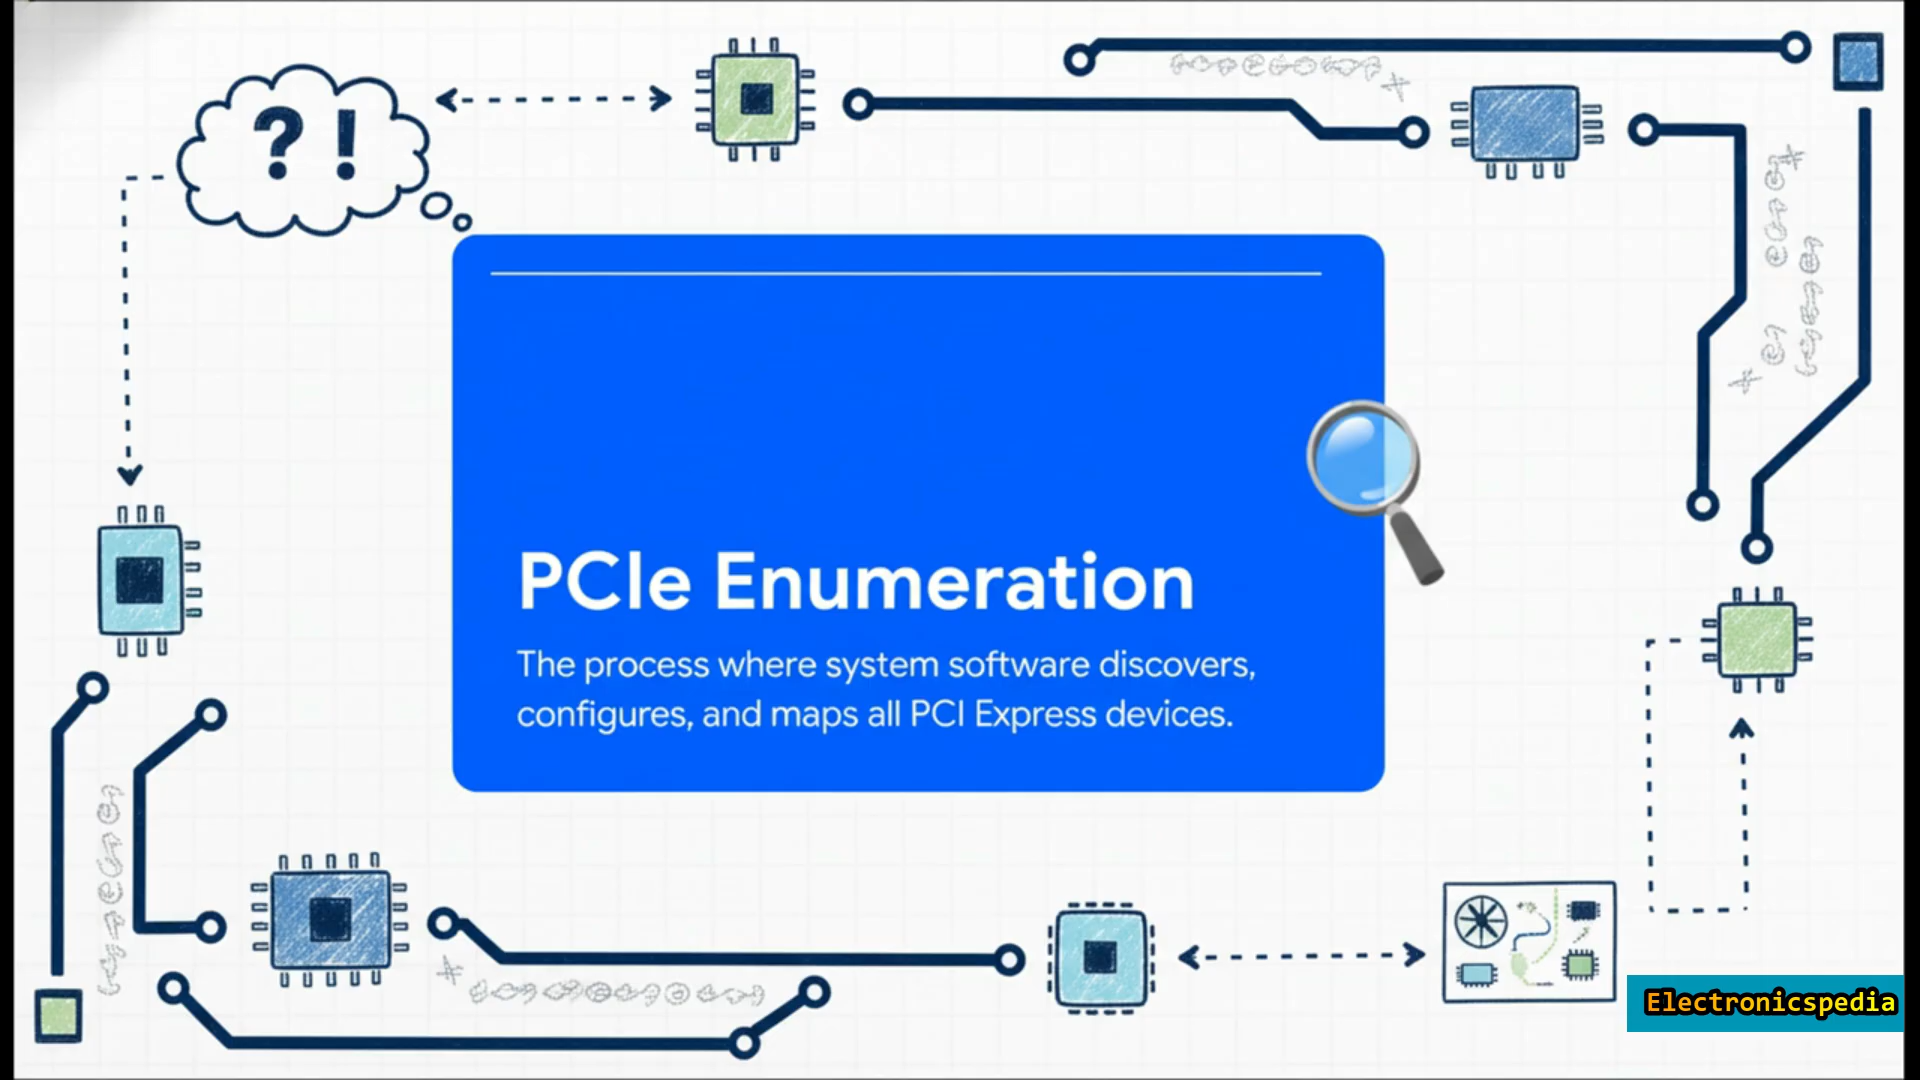 ? !
PCIe Enumeration
The process where system software discovers,
configures, and maps all PCI Express devices.
Electronicspedia